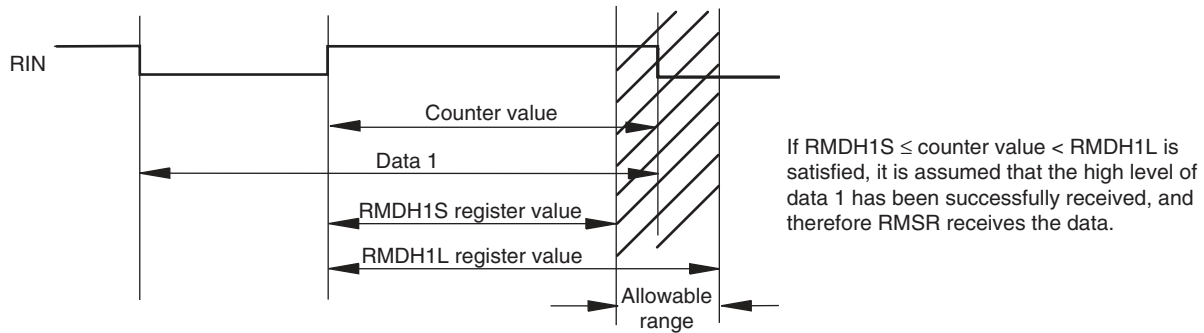 RIN
Counter value
Data 1
RMDH1S register value
RMDH1L register value
Allowable
range
If RMDH1S ≤ counter value < RMDH1L is
satisfied, it is assumed that the high level of
data 1 has been successfully received, and
therefore RMSR receives the data.